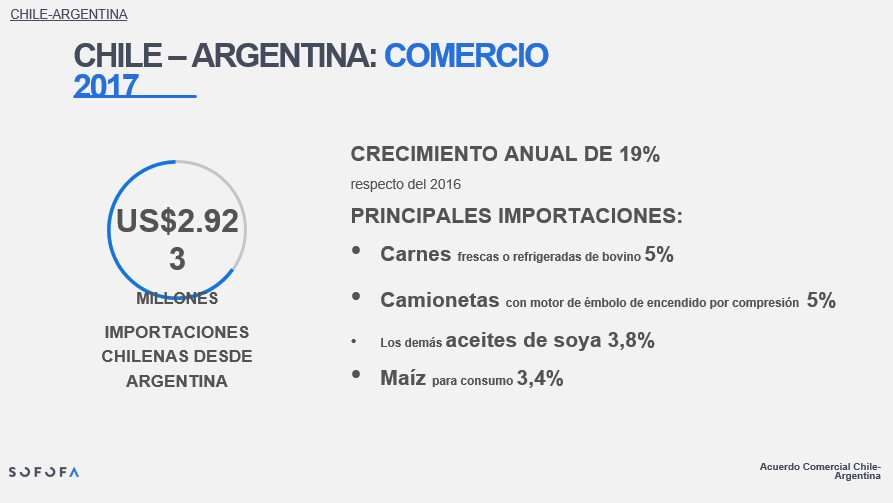 CHILE-ARGENTINA
CHILE – ARGENTINA: COMERCIO
2017
US$2.92
3
MILLONES
IMPORTACIONES
CHILENAS DESDE
ARGENTINA
CRECIMIENTO ANUAL DE 19%
respecto del 2016
PRINCIPALES IMPORTACIONES:
• Carnes frescas o refrigeradas de bovino 5%
• Camionetas con motor de émbolo de encendido por compresión 5%
• Los demás aceites de soya 3,8%
• Maíz para consumo 3,4%
SOFOFA
Acuerdo Comercial Chile-
Argentina